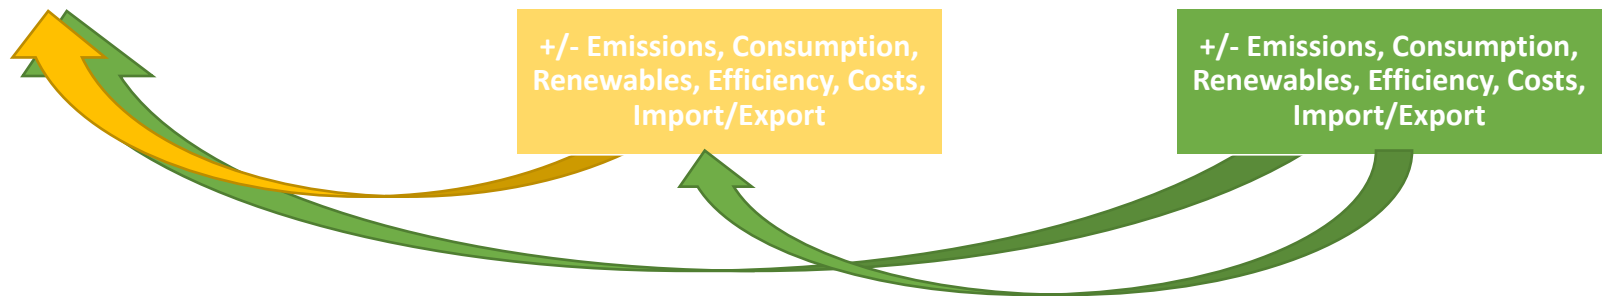 +/- Emissions, Consumption,
Renewables, Efficiency, Costs,
Import/Export
+/- Emissions, Consumption,
Renewables, Efficiency, Costs,
Import/Export